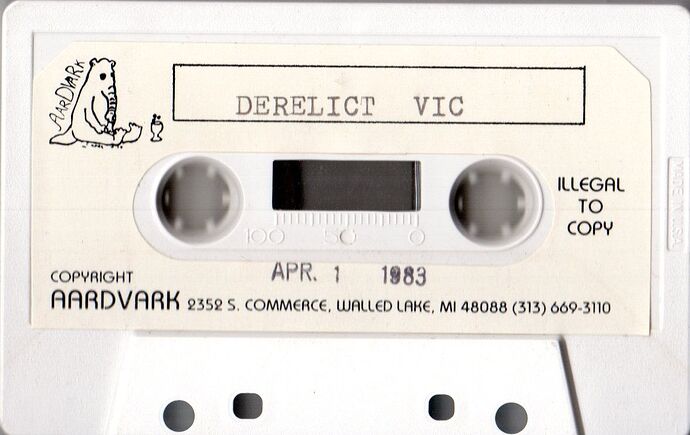 AARDVARK
DERELICT VIC
ILLEGAL
TO
COPY
100 50 0
APR. 1 1983
COPYRIGHT
AARDVARK 2352 S. COMMERCE, WALLED LAKE, MI 48088 (313) 669-3110
MADE IN USA